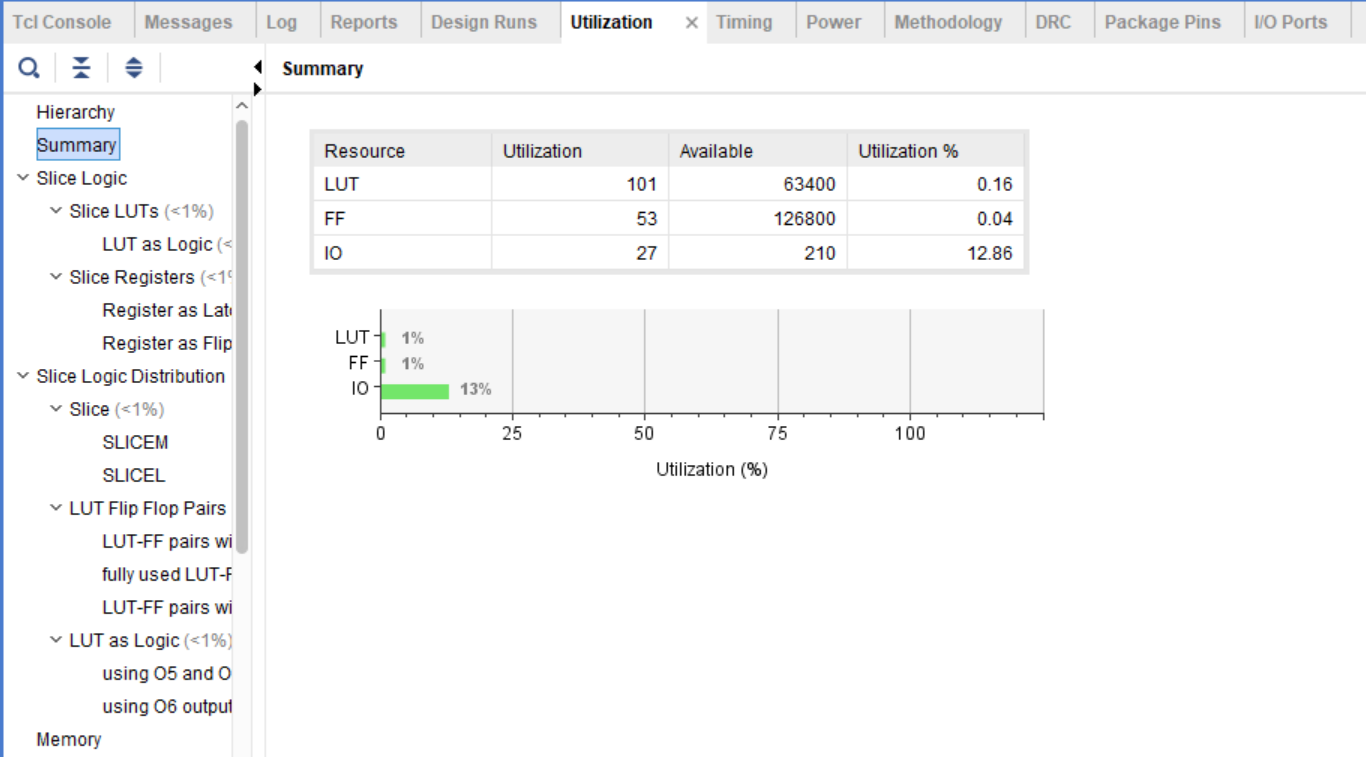 Tcl Console Messages Log Reports Design Runs Utilization × Timing Power Methodology DRC Package Pins I/O Ports
Summary
Hierarchy
Summary
Slice Logic
Slice LUTs (<1%)
LUT as Logic (<
Slice Registers (<1%
Register as Latc
Register as Flip
Slice Logic Distribution
Slice (<1%)
SLICEM
SLICEL
LUT Flip Flop Pairs
LUT-FF pairs wi
fully used LUT-F
LUT-FF pairs wi
LUT as Logic (<1%)
using O5 and O
using O6 output
Memory
Resource Utilization Available Utilization %
LUT 101 63400 0.16
FF 53 126800 0.04
IO 27 210 12.86
LUT 1%
FF 1%
IO 13%
0 25 50 75 100
Utilization (%)